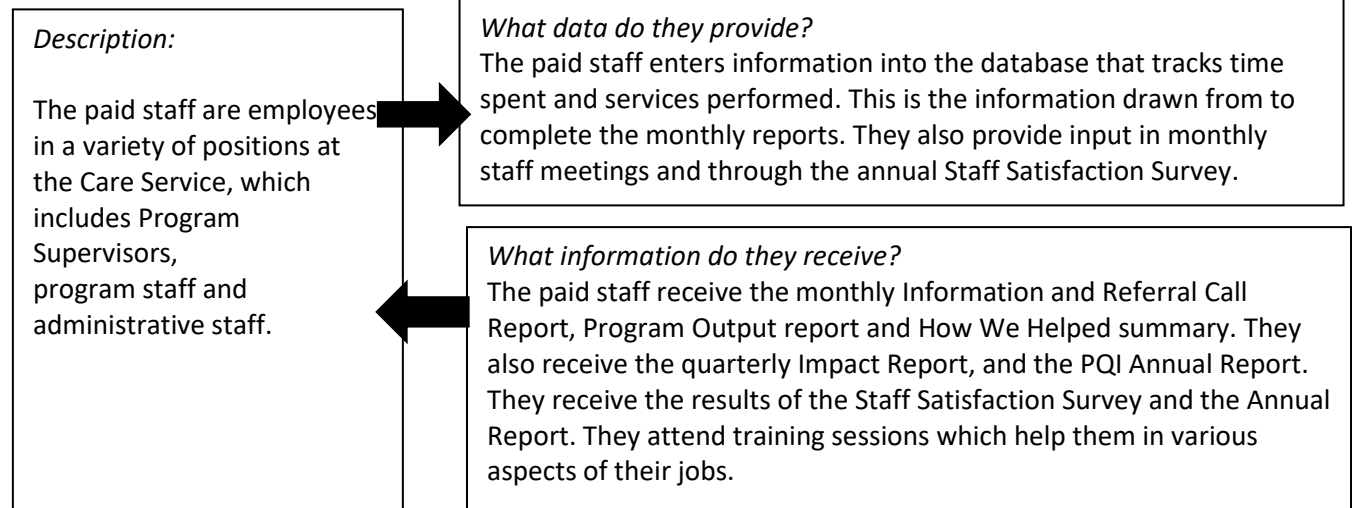 Description:
The paid staff are employees
in a variety of positions at
the Care Service, which
includes Program
Supervisors,
program staff and
administrative staff.
What data do they provide?
The paid staff enters information into the database that tracks time
spent and services performed. This is the information drawn from to
complete the monthly reports. They also provide input in monthly
staff meetings and through the annual Staff Satisfaction Survey.
What information do they receive?
The paid staff receive the monthly Information and Referral Call
Report, Program Output report and How We Helped summary. They
also receive the quarterly Impact Report, and the PQI Annual Report.
They receive the results of the Staff Satisfaction Survey and the Annual
Report. They attend training sessions which help them in various
aspects of their jobs.